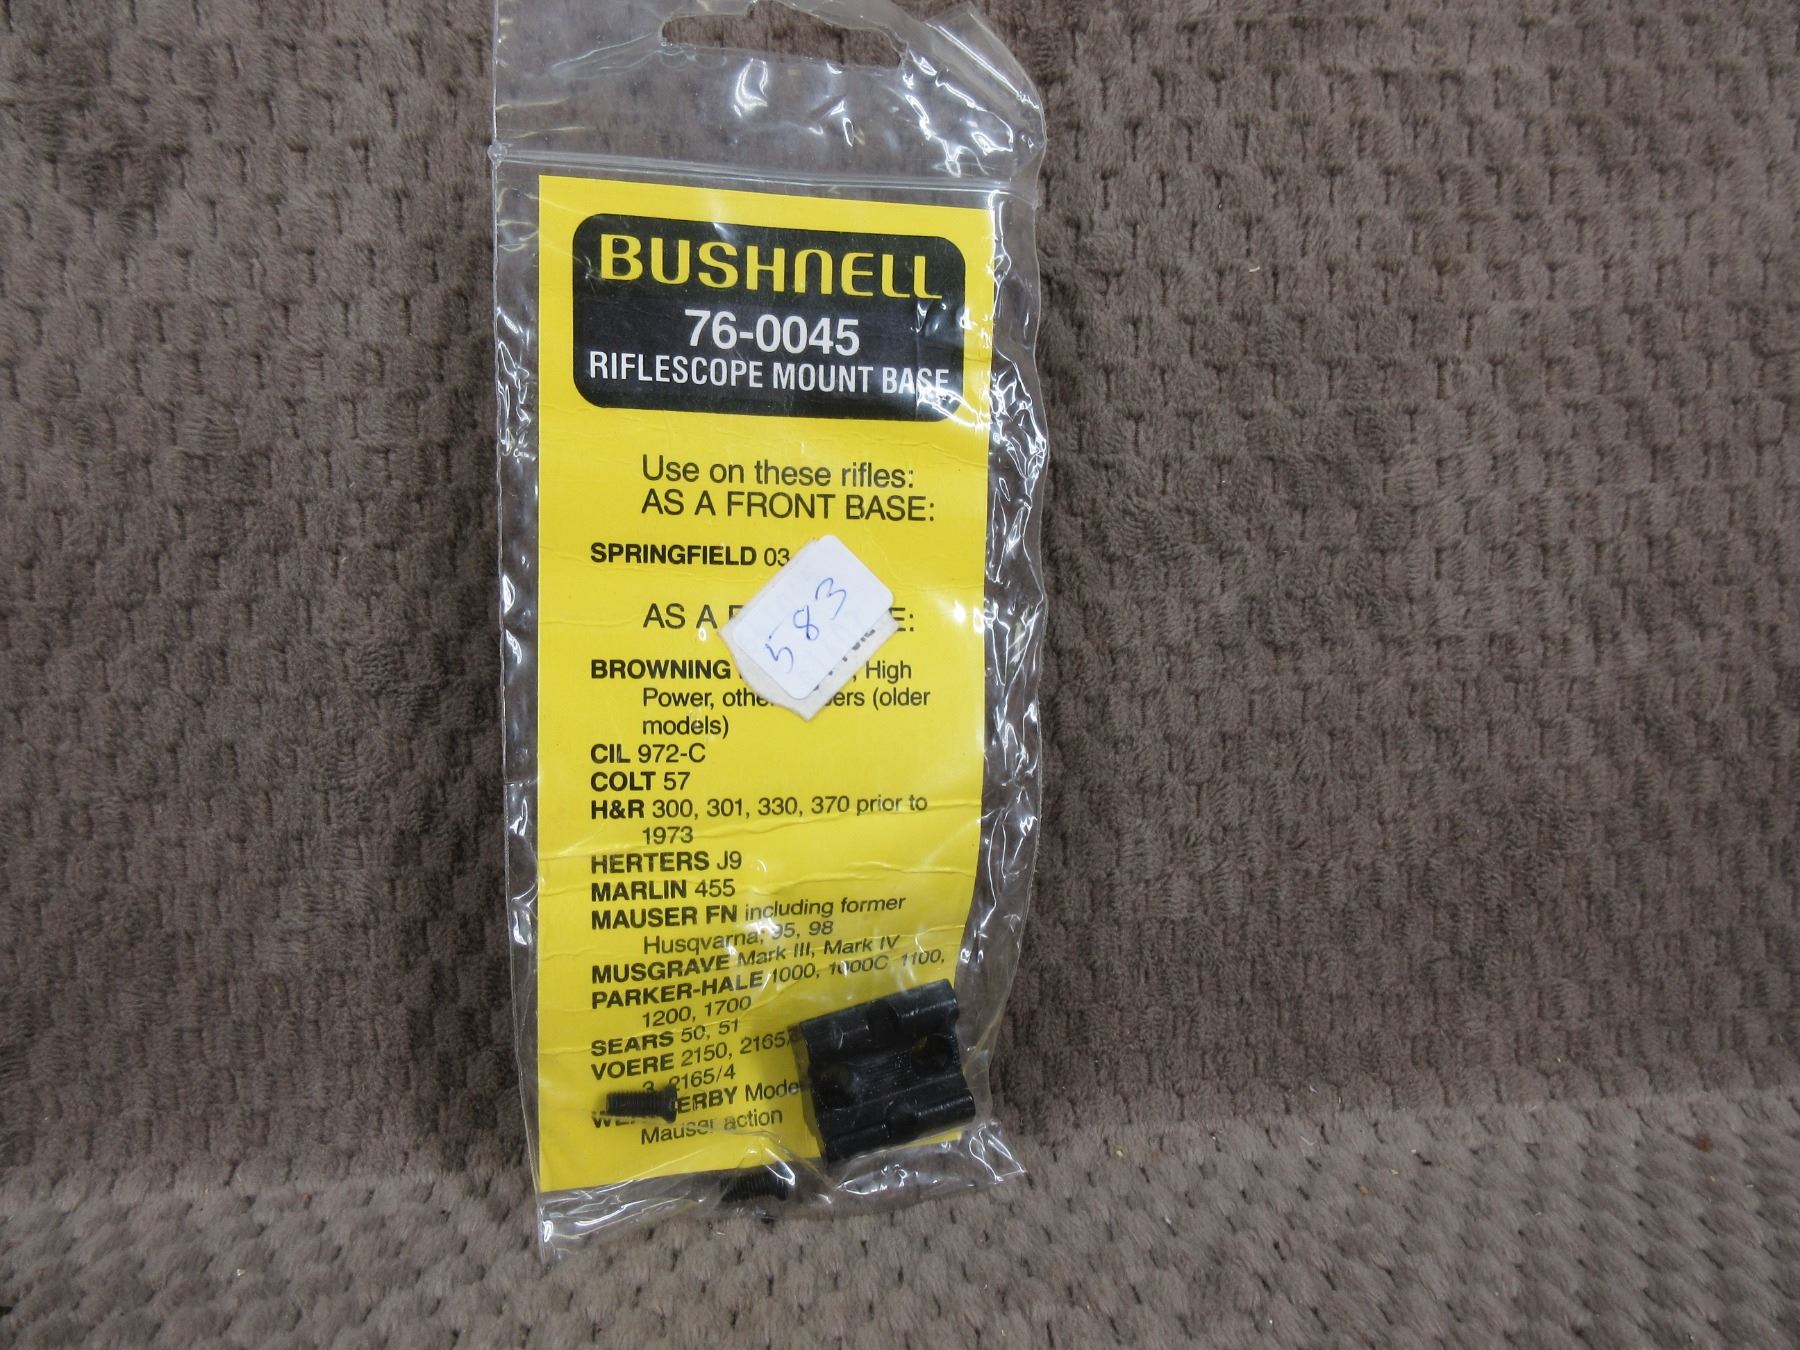 BUSHNELL
76-0045
RIFLESCOPE MOUNT BASE
Use on these rifles:
AS A FRONT BASE:
SPRINGFIELD 03
583
AS A
BROWNING High
Power, (older
models)
CIL 972-C
COLT 57
H&R 300, 301, 330, 370 prior to
1973
HERTERS J9
MARLIN 455
MAUSER FN including former
Husqvarna, 95, 98
MUSGRAVE Mark III, Mark IV
PARKER-HALE 1000, 1000C, 1100,
1200, 1700
SEARS 50, 51
VOERE 2150, 2165/
3, 2165/4
Mauser action